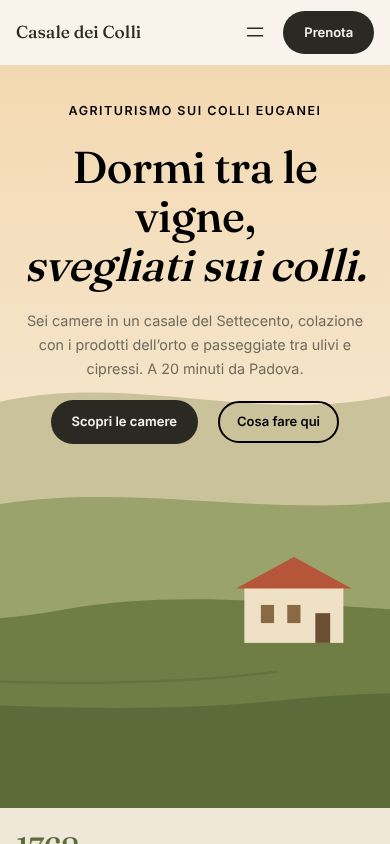 Casale dei Colli
Prenota
AGRITURISMO SUI COLLI EUGANEI
Dormi tra le
vigne,
svegliati sui colli.
Sei camere in un casale del Settecento, colazione
con i prodotti dell’orto e passeggiate tra ulivi e
cipressi. A 20 minuti da Padova.
Scopri le camere
Cosa fare qui